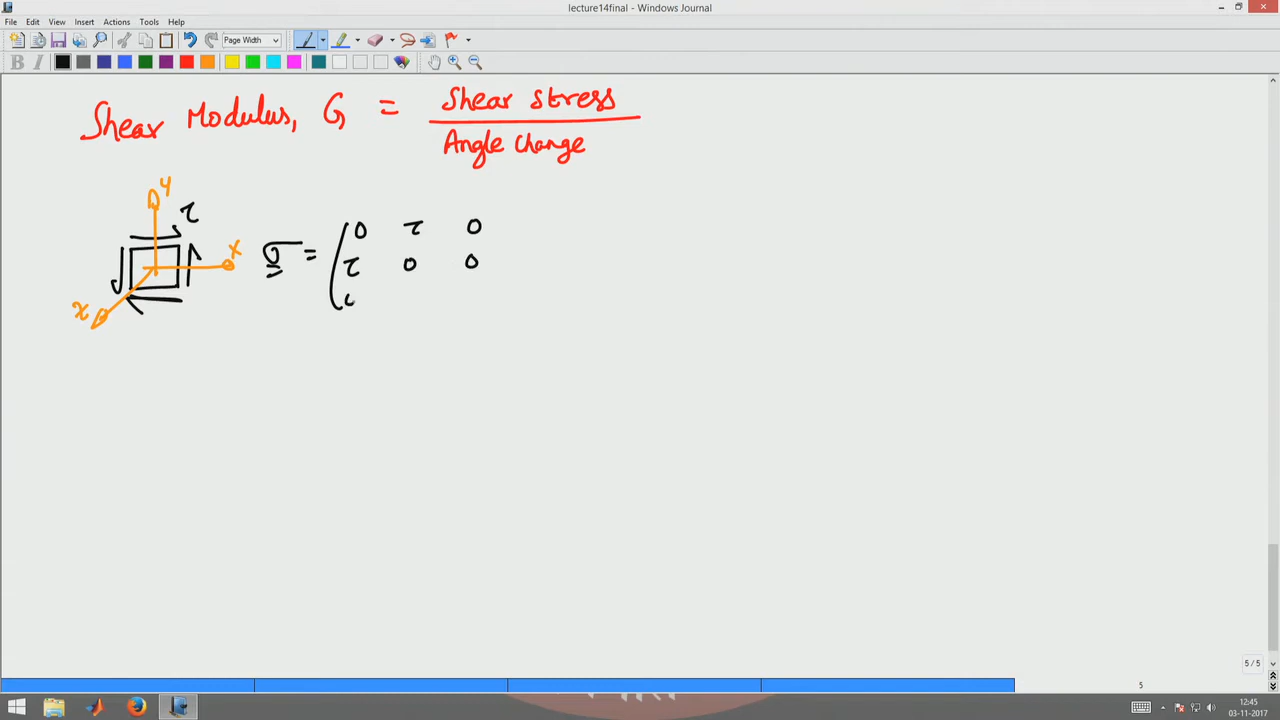 lecture14final - Windows Journal
File Edit View Insert Actions Tools Help
Page Width
B I
Shear Modulus, G = Shear stress
Angle Change
y
τ
x
z
σ = 0 τ 0
τ 0 0
5 / 5
5
12:45
03-11-2017